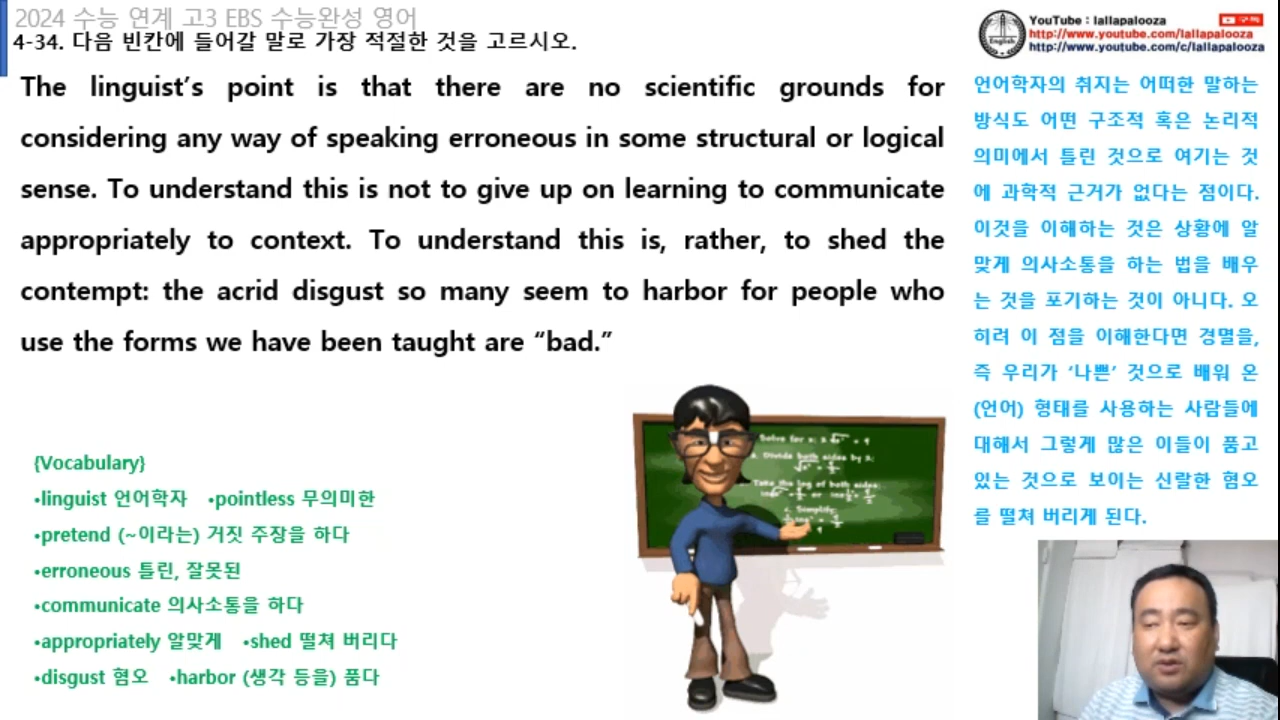 2024 수능 연계 고3 EBS 수능완성 영어
4-34. 다음 빈칸에 들어갈 말로 가장 적절한 것을 고르시오.
YouTube : lallapalooza
구독
http://www.youtube.com/lallapalooza
http://www.youtube.com/c/lallapalooza
English
The linguist’s point is that there are no scientific grounds for
considering any way of speaking erroneous in some structural or logical
sense. To understand this is not to give up on learning to communicate
appropriately to context. To understand this is, rather, to shed the
contempt: the acrid disgust so many seem to harbor for people who
use the forms we have been taught are “bad.”
언어학자의 취지는 어떠한 말하는
방식도 어떤 구조적 혹은 논리적
의미에서 틀린 것으로 여기는 것
에 과학적 근거가 없다는 점이다.
이것을 이해하는 것은 상황에 알
맞게 의사소통을 하는 법을 배우
는 것을 포기하는 것이 아니다. 오
히려 이 점을 이해한다면 경멸을,
즉 우리가 ‘나쁜’ 것으로 배워 온
(언어) 형태를 사용하는 사람들에
대해서 그렇게 많은 이들이 품고
있는 것으로 보이는 신랄한 혐오
를 떨쳐 버리게 된다.
{Vocabulary}
•linguist 언어학자 •pointless 무의미한
•pretend (~이라는) 거짓 주장을 하다
•erroneous 틀린, 잘못된
•communicate 의사소통을 하다
•appropriately 알맞게 •shed 떨쳐 버리다
•disgust 혐오 •harbor (생각 등을) 품다
Solve for x:
Divide both sides by 2:
Take the log of both sides:
Simplify: